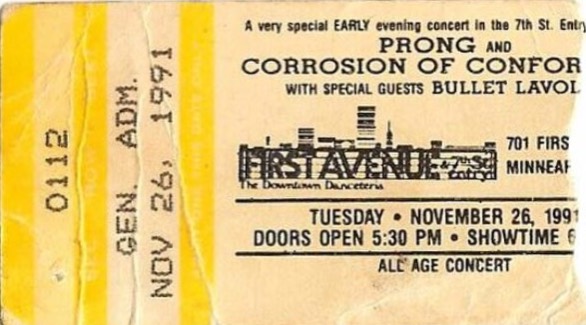 0112
GEN. ADM.
NOV 26, 1991
A very special EARLY evening concert in the 7th St. Entry
PRONG AND
CORROSION OF CONFOR
WITH SPECIAL GUESTS BULLET LAVOL
FIRST AVENUE & 7th St Entry
The Downtown Danceteria
701 FIRS
MINNEAP
TUESDAY • NOVEMBER 26, 1991
DOORS OPEN 5:30 PM • SHOWTIME 6
ALL AGE CONCERT